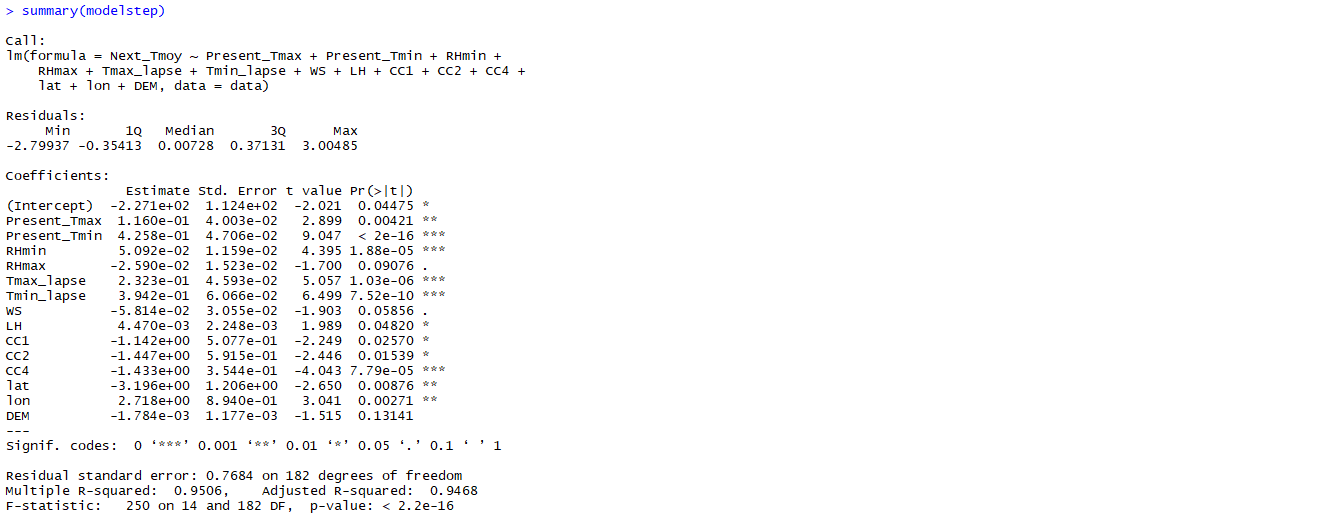 > summary(modelstep)
Call:
lm(formula = Next_Tmoy ~ Present_Tmax + Present_Tmin + RHmin +
    RHmax + Tmax_lapse + Tmin_lapse + WS + LH + CC1 + CC2 + CC4 +
    lat + lon + DEM, data = data)
Residuals:
     Min       1Q   Median       3Q      Max
-2.79937 -0.35413  0.00728  0.37131  3.00485
Coefficients:
               Estimate Std. Error t value Pr(>|t|)
(Intercept)  -2.271e+02  1.124e+02  -2.021  0.04475 *
Present_Tmax  1.160e-01  4.003e-02   2.899  0.00421 **
Present_Tmin  4.258e-01  4.706e-02   9.047  < 2e-16 ***
RHmin         5.092e-02  1.159e-02   4.395 1.88e-05 ***
RHmax        -2.590e-02  1.523e-02  -1.700  0.09076 .
Tmax_lapse    2.323e-01  4.593e-02   5.057 1.03e-06 ***
Tmin_lapse    3.942e-01  6.066e-02   6.499 7.52e-10 ***
WS           -5.814e-02  3.055e-02  -1.903  0.05856 .
LH            4.470e-03  2.248e-03   1.989  0.04820 *
CC1          -1.142e+00  5.077e-01  -2.249  0.02570 *
CC2          -1.447e+00  5.915e-01  -2.446  0.01539 *
CC4          -1.433e+00  3.544e-01  -4.043 7.79e-05 ***
lat          -3.196e+00  1.206e+00  -2.650  0.00876 **
lon           2.718e+00  8.940e-01   3.041  0.00271 **
DEM          -1.784e-03  1.177e-03  -1.515  0.13141
---
Signif. codes:  0 ‘***’ 0.001 ‘**’ 0.01 ‘*’ 0.05 ‘.’ 0.1 ‘ ’ 1
Residual standard error: 0.7684 on 182 degrees of freedom
Multiple R-squared:  0.9506,    Adjusted R-squared:  0.9468
F-statistic:   250 on 14 and 182 DF,  p-value: < 2.2e-16